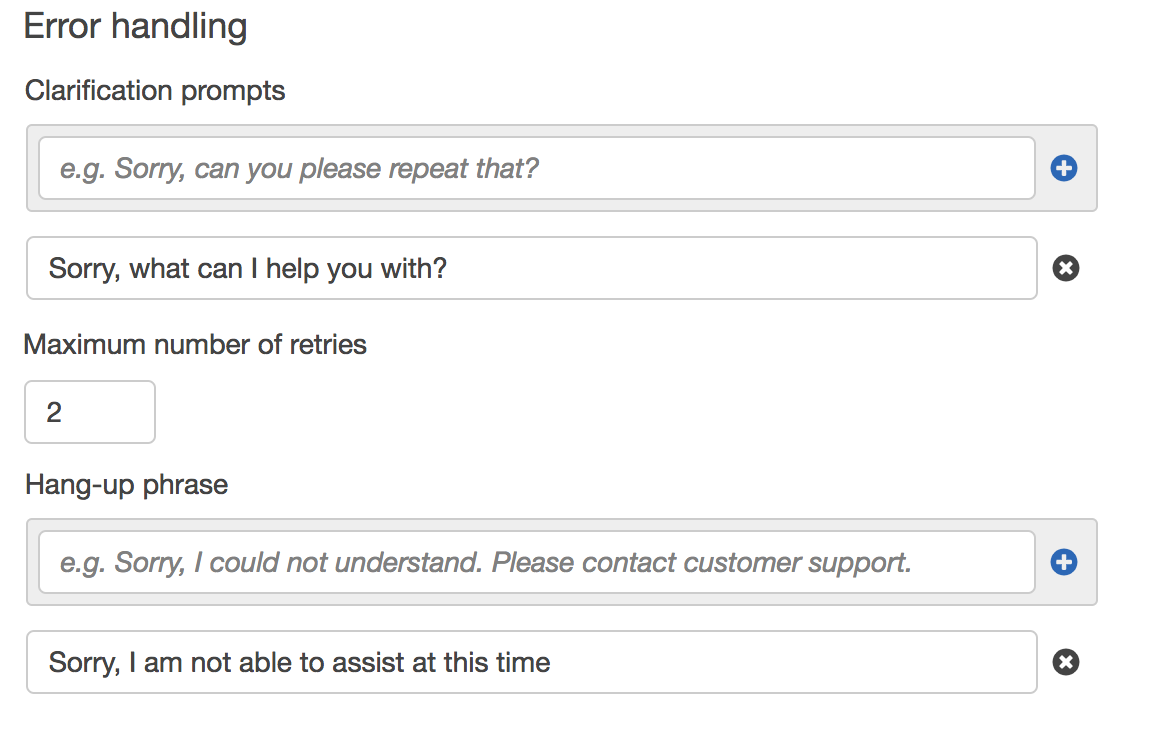 Error handling
Clarification prompts
e.g. Sorry, can you please repeat that?
Sorry, what can I help you with?
Maximum number of retries
2
Hang-up phrase
e.g. Sorry, I could not understand. Please contact customer support.
Sorry, I am not able to assist at this time